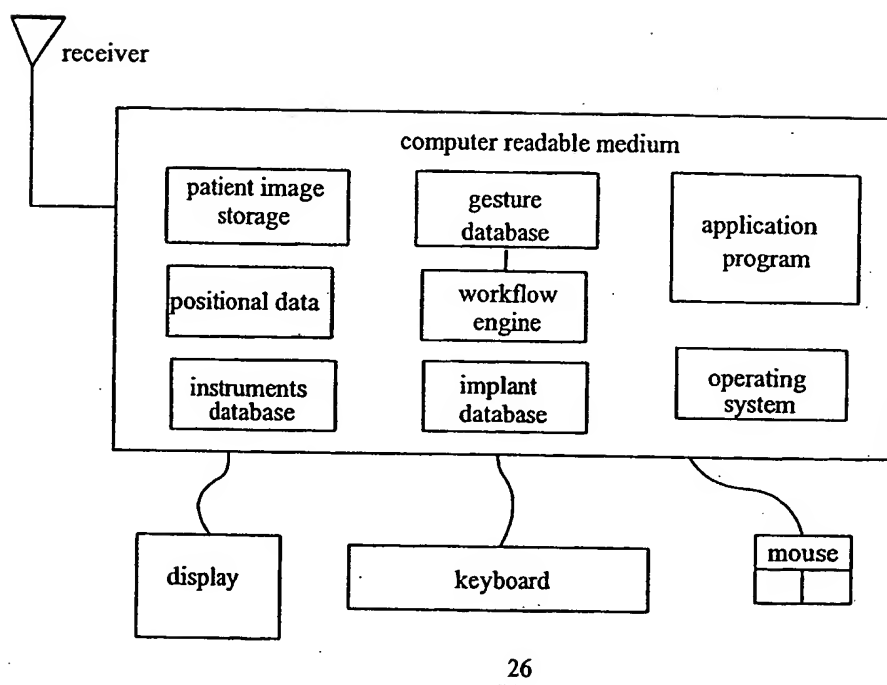 receiver
computer readable medium
patient image
storage
gesture
database
application
program
positional data
workflow
engine
instruments
database
implant
database
operating
system
display
keyboard
mouse
26